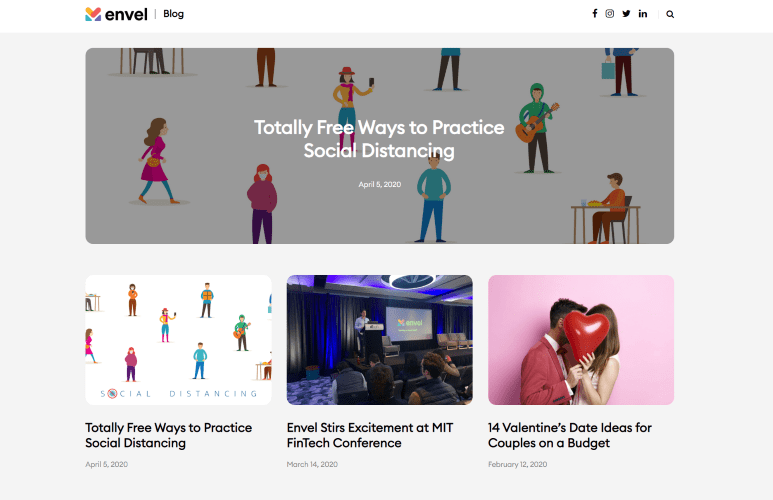 envel | Blog
Totally Free Ways to Practice
Social Distancing
April 5, 2020
envel
SOCIAL DISTANCING
Totally Free Ways to Practice
Social Distancing
April 5, 2020
Envel Stirs Excitement at MIT
FinTech Conference
March 14, 2020
14 Valentine's Date Ideas for
Couples on a Budget
February 12, 2020